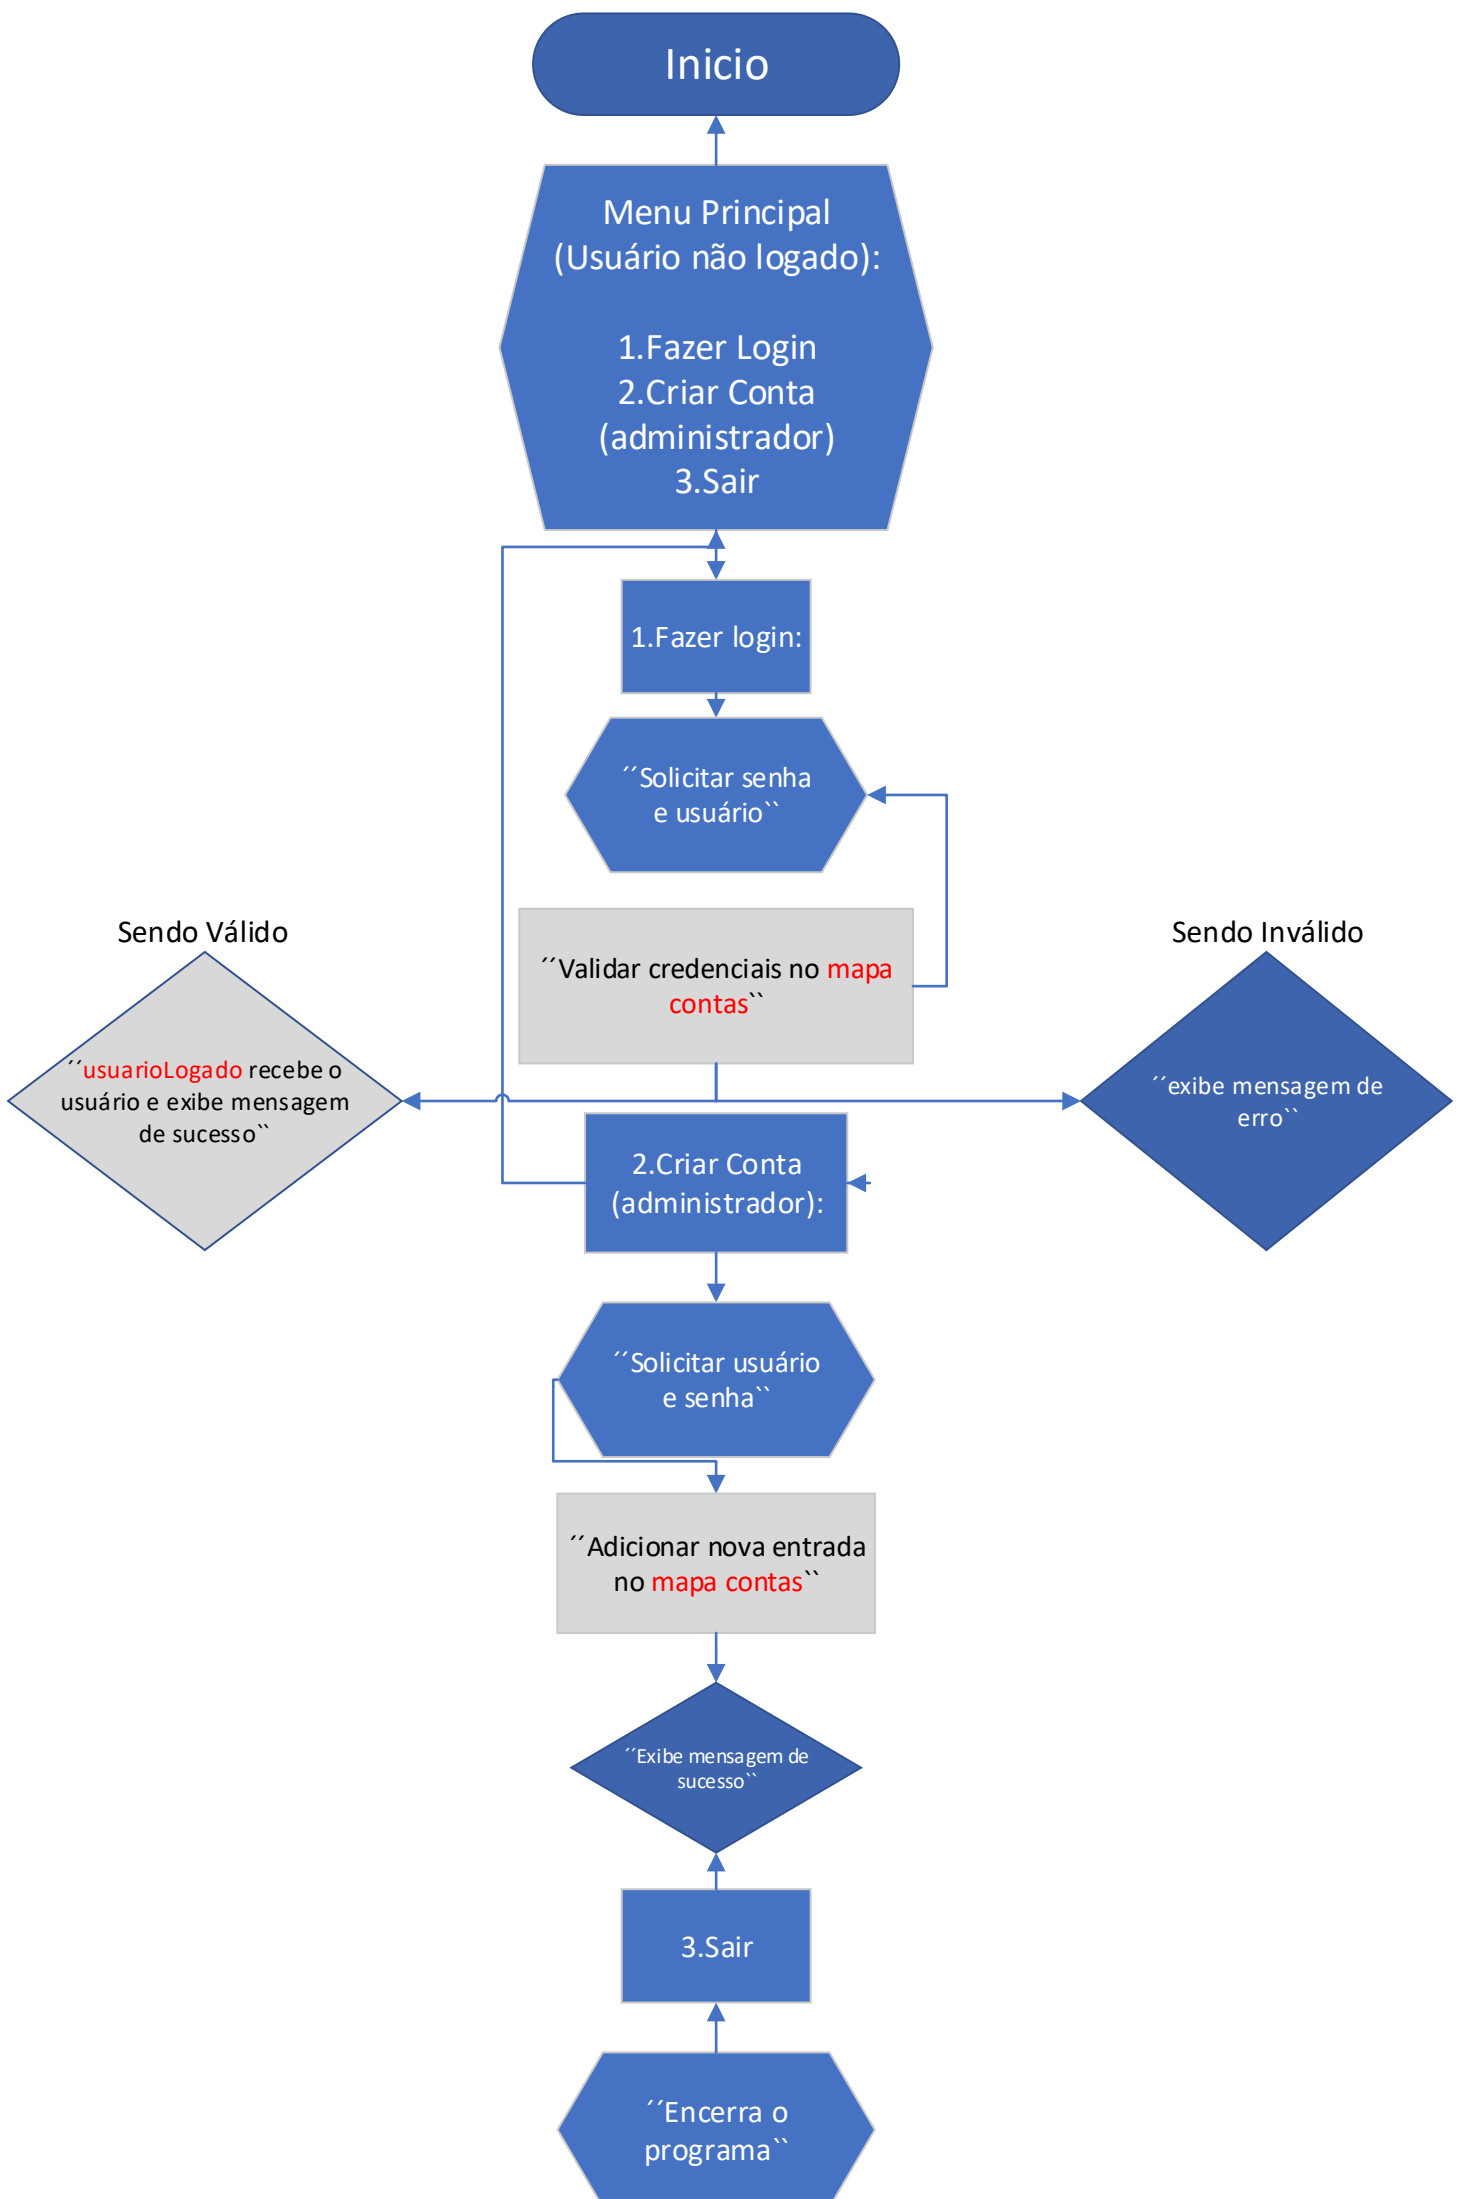 Inicio
Menu Principal
(Usuário não logado):
1.Fazer Login
2.Criar Conta
(administrador)
3.Sair
1.Fazer login:
´´Solicitar senha
e usuário``
Sendo Válido
Sendo Inválido
´´Validar credenciais no mapa
contas``
´´usuarioLogado recebe o
usuário e exibe mensagem
de sucesso``
´´exibe mensagem de
erro``
2.Criar Conta
(administrador):
´´Solicitar usuário
e senha``
´´Adicionar nova entrada
no mapa contas``
´´Exibe mensagem de
sucesso``
3.Sair
´´Encerra o
programa``